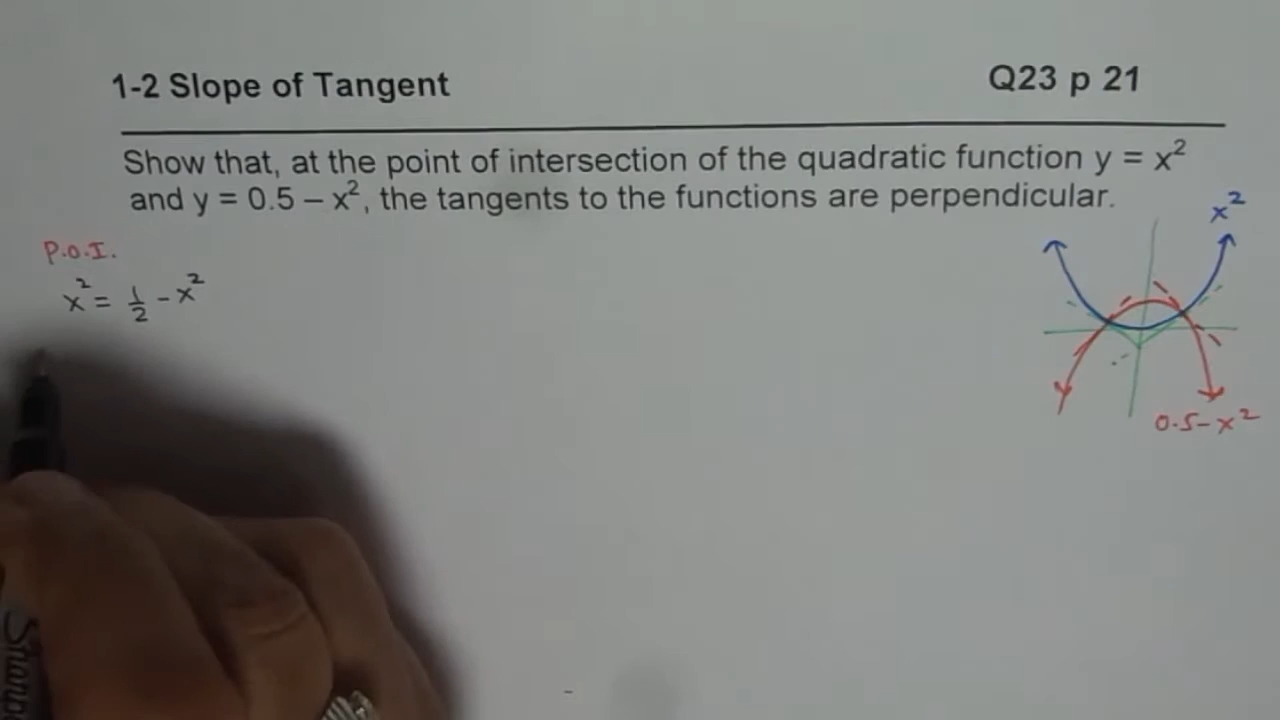 1-2 Slope of Tangent Q23 p 21
Show that, at the point of intersection of the quadratic function y = x²
and y = 0.5 – x², the tangents to the functions are perpendicular.
x²
P.O.I.
x² = 1/2 - x²
0.5-x²